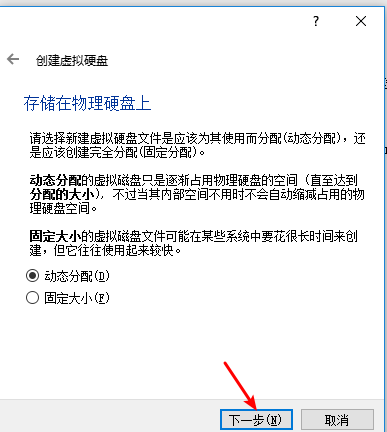 ?
创建虚拟硬盘
存储在物理硬盘上
请选择新建虚拟硬盘文件是应该为其使用而分配(动态分配)，还
是应该创建完全分配(固定分配)。
动态分配的虚拟磁盘只是逐渐占用物理硬盘的空间（直至达到
分配的大小），不过当其内部空间不用时不会自动缩减占用的物
理硬盘空间。
固定大小的虚拟磁盘文件可能在某些系统中要花很长时间来创
建，但它往往使用起来较快。
动态分配(D)
固定大小(F)
下一步(N)
取消